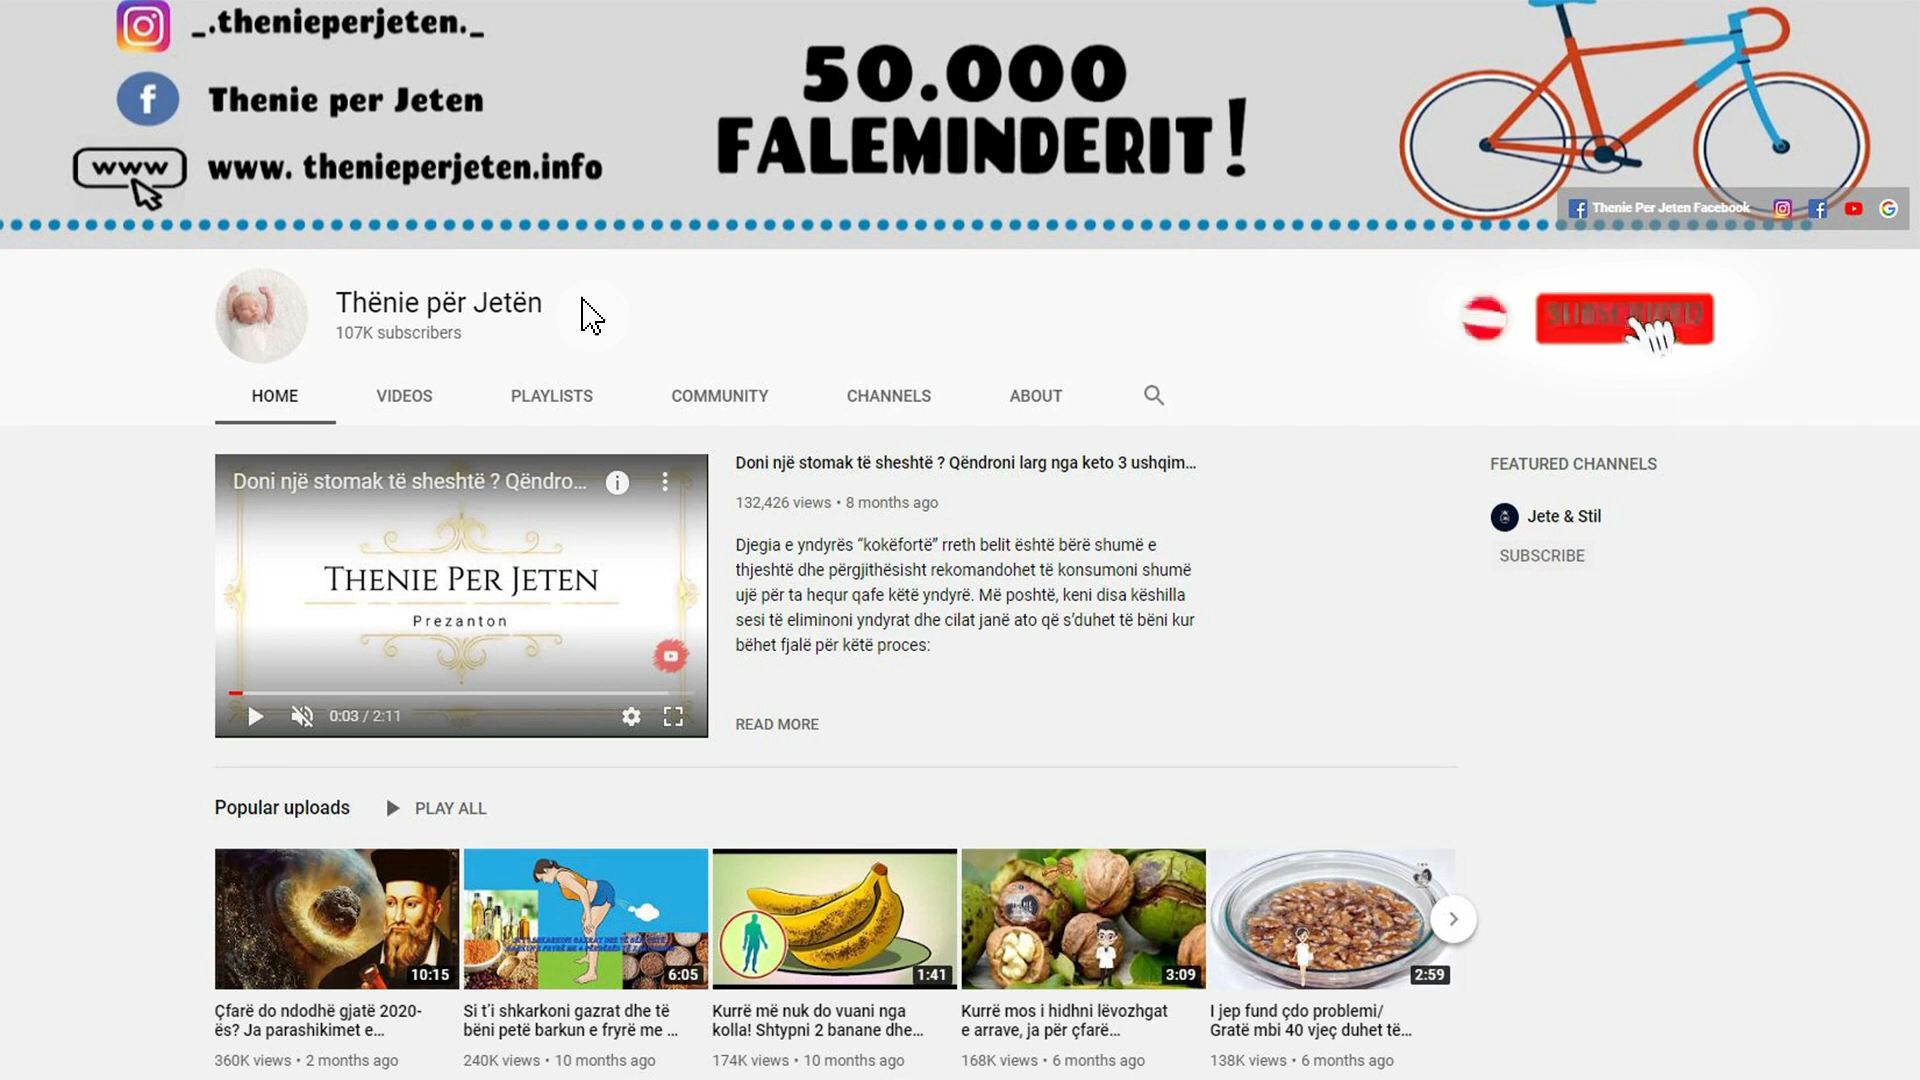 _.thenieperjeten._
Thenie per Jeten
www
www. thenieperjeten.info
50.000
FALEMINDERIT!
Thenie Per Jeten Facebook
Thënie për Jetën
107K subscribers
HOME
VIDEOS
PLAYLISTS
COMMUNITY
CHANNELS
ABOUT
Doni një stomak të sheshtë ? Qëndro...
THENIE PER JETEN
Prezanton
0:03 / 2:11
Doni një stomak të sheshtë ? Qëndroni larg nga keto 3 ushqim...
132,426 views • 8 months ago
Djegia e yndyrës “kokëfortë” rreth belit është bërë shumë e
thjeshtë dhe përgjithësisht rekomandohet të konsumoni shumë
ujë për ta hequr qafe këtë yndyrë. Më poshtë, keni disa këshilla
sesi të eliminoni yndyrat dhe cilat janë ato që s’duhet të bëni kur
bëhet fjalë për këtë proces:
READ MORE
FEATURED CHANNELS
Jete & Stil
SUBSCRIBE
Popular uploads
PLAY ALL
10:15
6:05
1:41
3:09
2:59
Çfarë do ndodhë gjatë 2020-
ës? Ja parashikimet e...
360K views • 2 months ago
Si t’i shkarkoni gazrat dhe të
bëni petë barkun e fryrë me ...
240K views • 10 months ago
Kurrë më nuk do vuani nga
kolla! Shtypni 2 banane dhe...
174K views • 10 months ago
Kurrë mos i hidhni lëvozhgat
e arrave, ja për çfarë...
168K views • 6 months ago
I jep fund çdo problemi/
Gratë mbi 40 vjeç duhet të...
138K views • 6 months ago